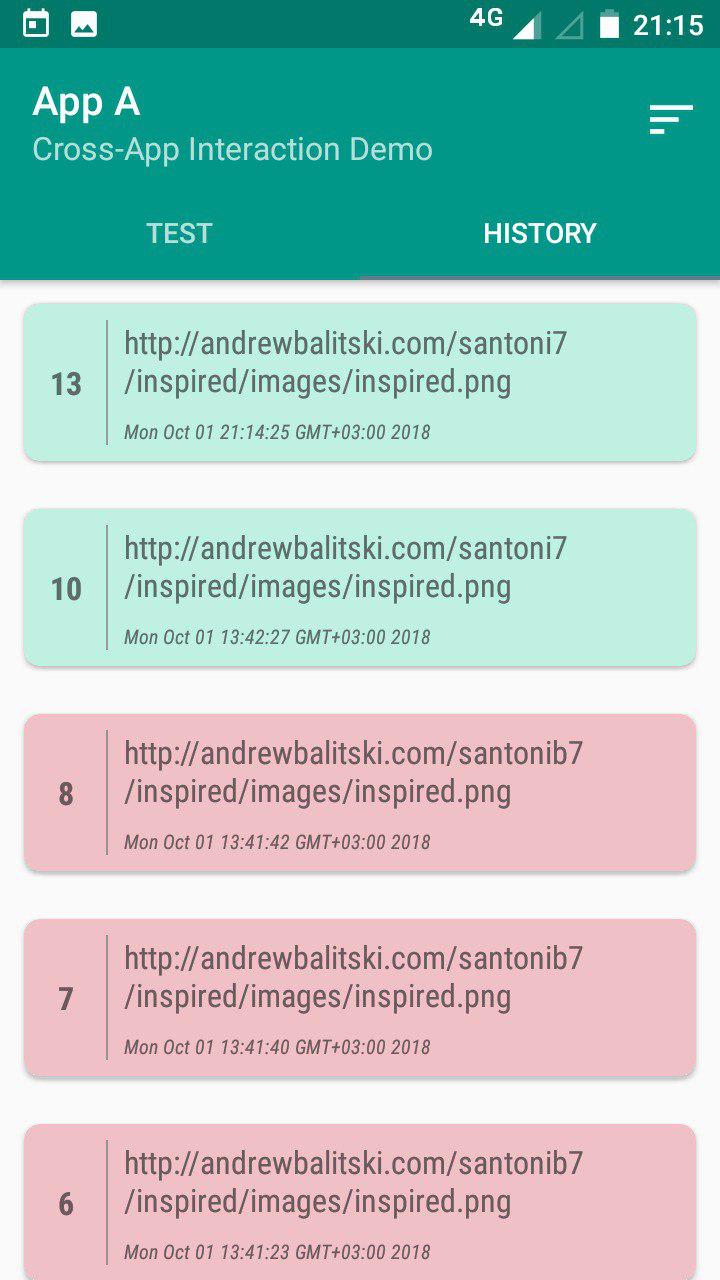 4G 21:15
App A
Cross-App Interaction Demo
TEST HISTORY
http://andrewbalitski.com/santoni7
13 /inspired/images/inspired.png
Mon Oct 01 21:14:25 GMT+03:00 2018
http://andrewbalitski.com/santoni7
10 /inspired/images/inspired.png
Mon Oct 01 13:42:27 GMT+03:00 2018
http://andrewbalitski.com/santonib7
8 /inspired/images/inspired.png
Mon Oct 01 13:41:42 GMT+03:00 2018
http://andrewbalitski.com/santonib7
7 /inspired/images/inspired.png
Mon Oct 01 13:41:40 GMT+03:00 2018
http://andrewbalitski.com/santonib7
6 /inspired/images/inspired.png
Mon Oct 01 13:41:23 GMT+03:00 2018